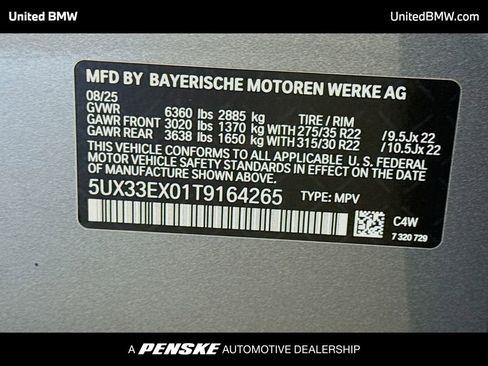 United BMW
UnitedBMW.com
MFD BY BAYERISCHE MOTOREN WERKE AG
08/25
GVWR 6360 lbs 2885 kg TIRE / RIM
GAWR FRONT 3020 lbs 1370 kg WITH 275/35 R22 /9.5Jx 22
GAWR REAR 3638 lbs 1650 kg WITH 315/30 R22 /10.5Jx 22
THIS VEHICLE CONFORMS TO ALL APPLICABLE U.S. FEDERAL
MOTOR VEHICLE SAFETY STANDARDS IN EFFECT ON THE
DATE OF MANUFACTURE SHOWN ABOVE.
5UX33EX01T9164265 TYPE: MPV
C4W
7 320 729
A PENSKE AUTOMOTIVE DEALERSHIP